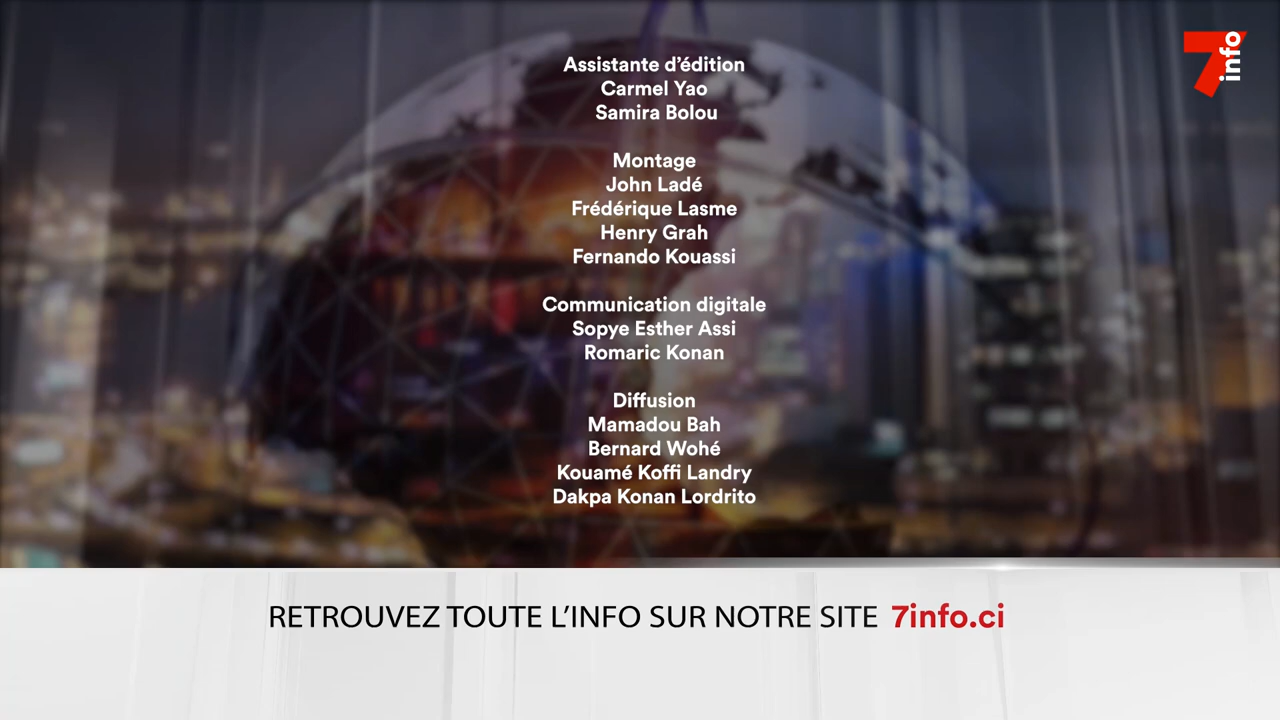 7info
Assistante d'édition
Carmel Yao
Samira Bolou
Montage
John Ladé
Frédérique Lasme
Henry Grah
Fernando Kouassi
Communication digitale
Sopye Esther Assi
Romaric Konan
Diffusion
Mamadou Bah
Bernard Wohé
Kouamé Koffi Landry
Dakpa Konan Lordrito
RETROUVEZ TOUTE L'INFO SUR NOTRE SITE 7info.ci